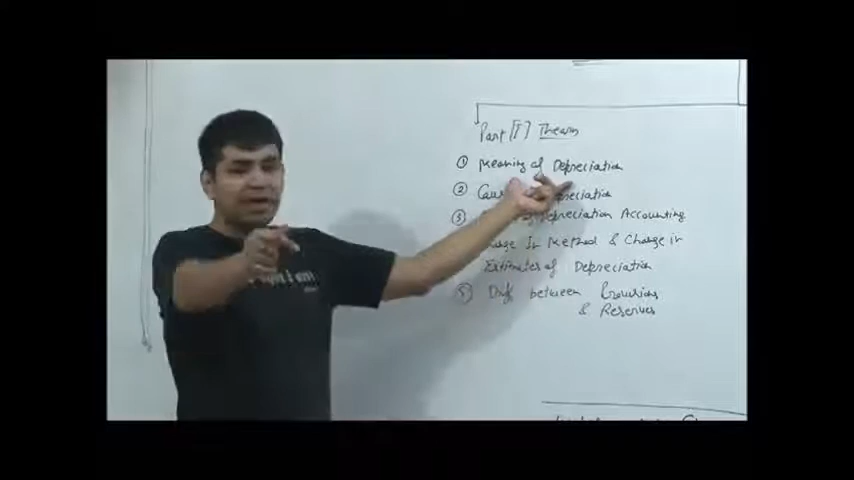 Part [I] Theory
① Meaning of Depreciation
② Depreciation
③ Depreciation Accounting
In Method & Change in
Estimates of Depreciation
⑤ Diff between Provisions
& Reserves